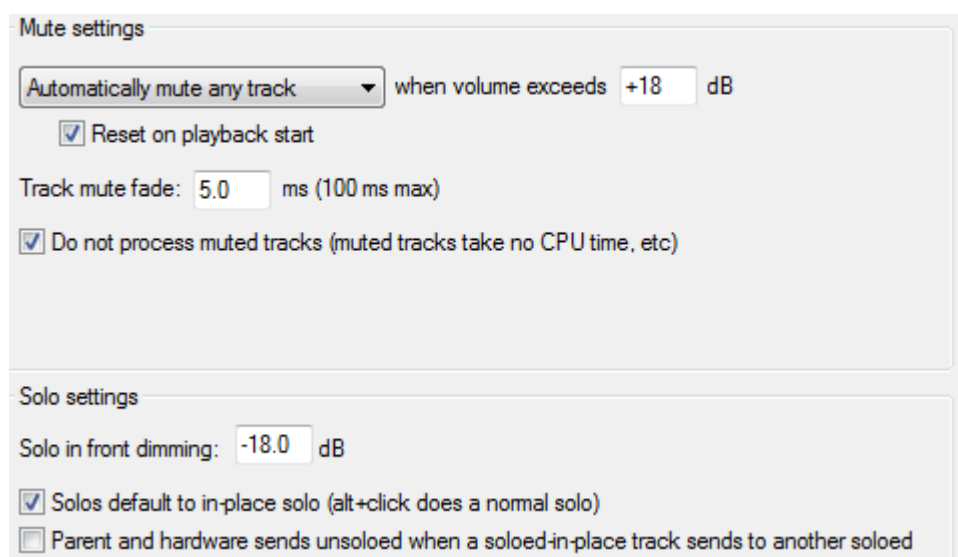 Mute settings
Automatically mute any track when volume exceeds +18 dB
Reset on playback start
Track mute fade: 5.0 ms (100 ms max)
Do not process muted tracks (muted tracks take no CPU time, etc)
Solo settings
Solo in front dimming: -18.0 dB
Solos default to in-place solo (alt+click does a normal solo)
Parent and hardware sends unsoloed when a soloed-in-place track sends to another soloed